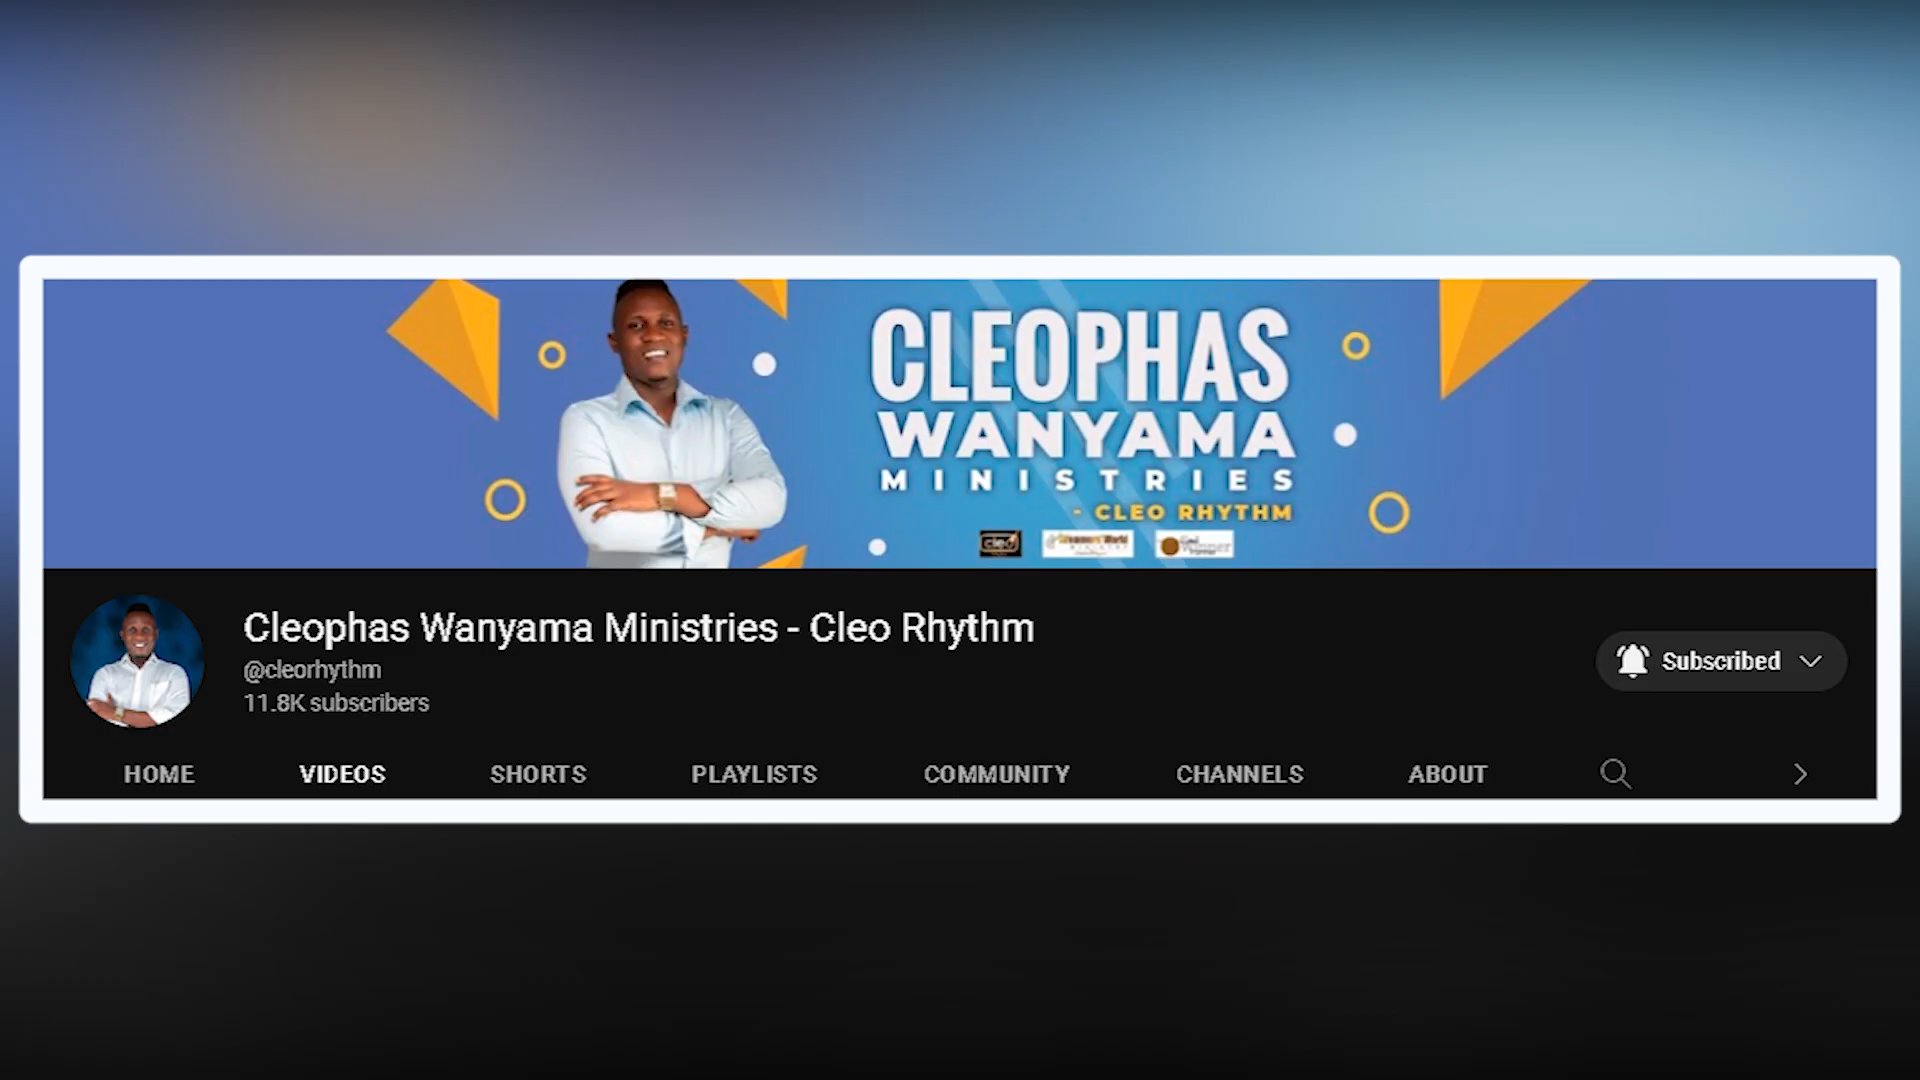 CLEOPHAS
WANYAMA
MINISTRIES
- CLEO RHYTHM
cleo
Cleophas Wanyama Ministries - Cleo Rhythm
@cleorhythm
11.8K subscribers
Subscribed
HOME VIDEOS SHORTS PLAYLISTS COMMUNITY CHANNELS ABOUT